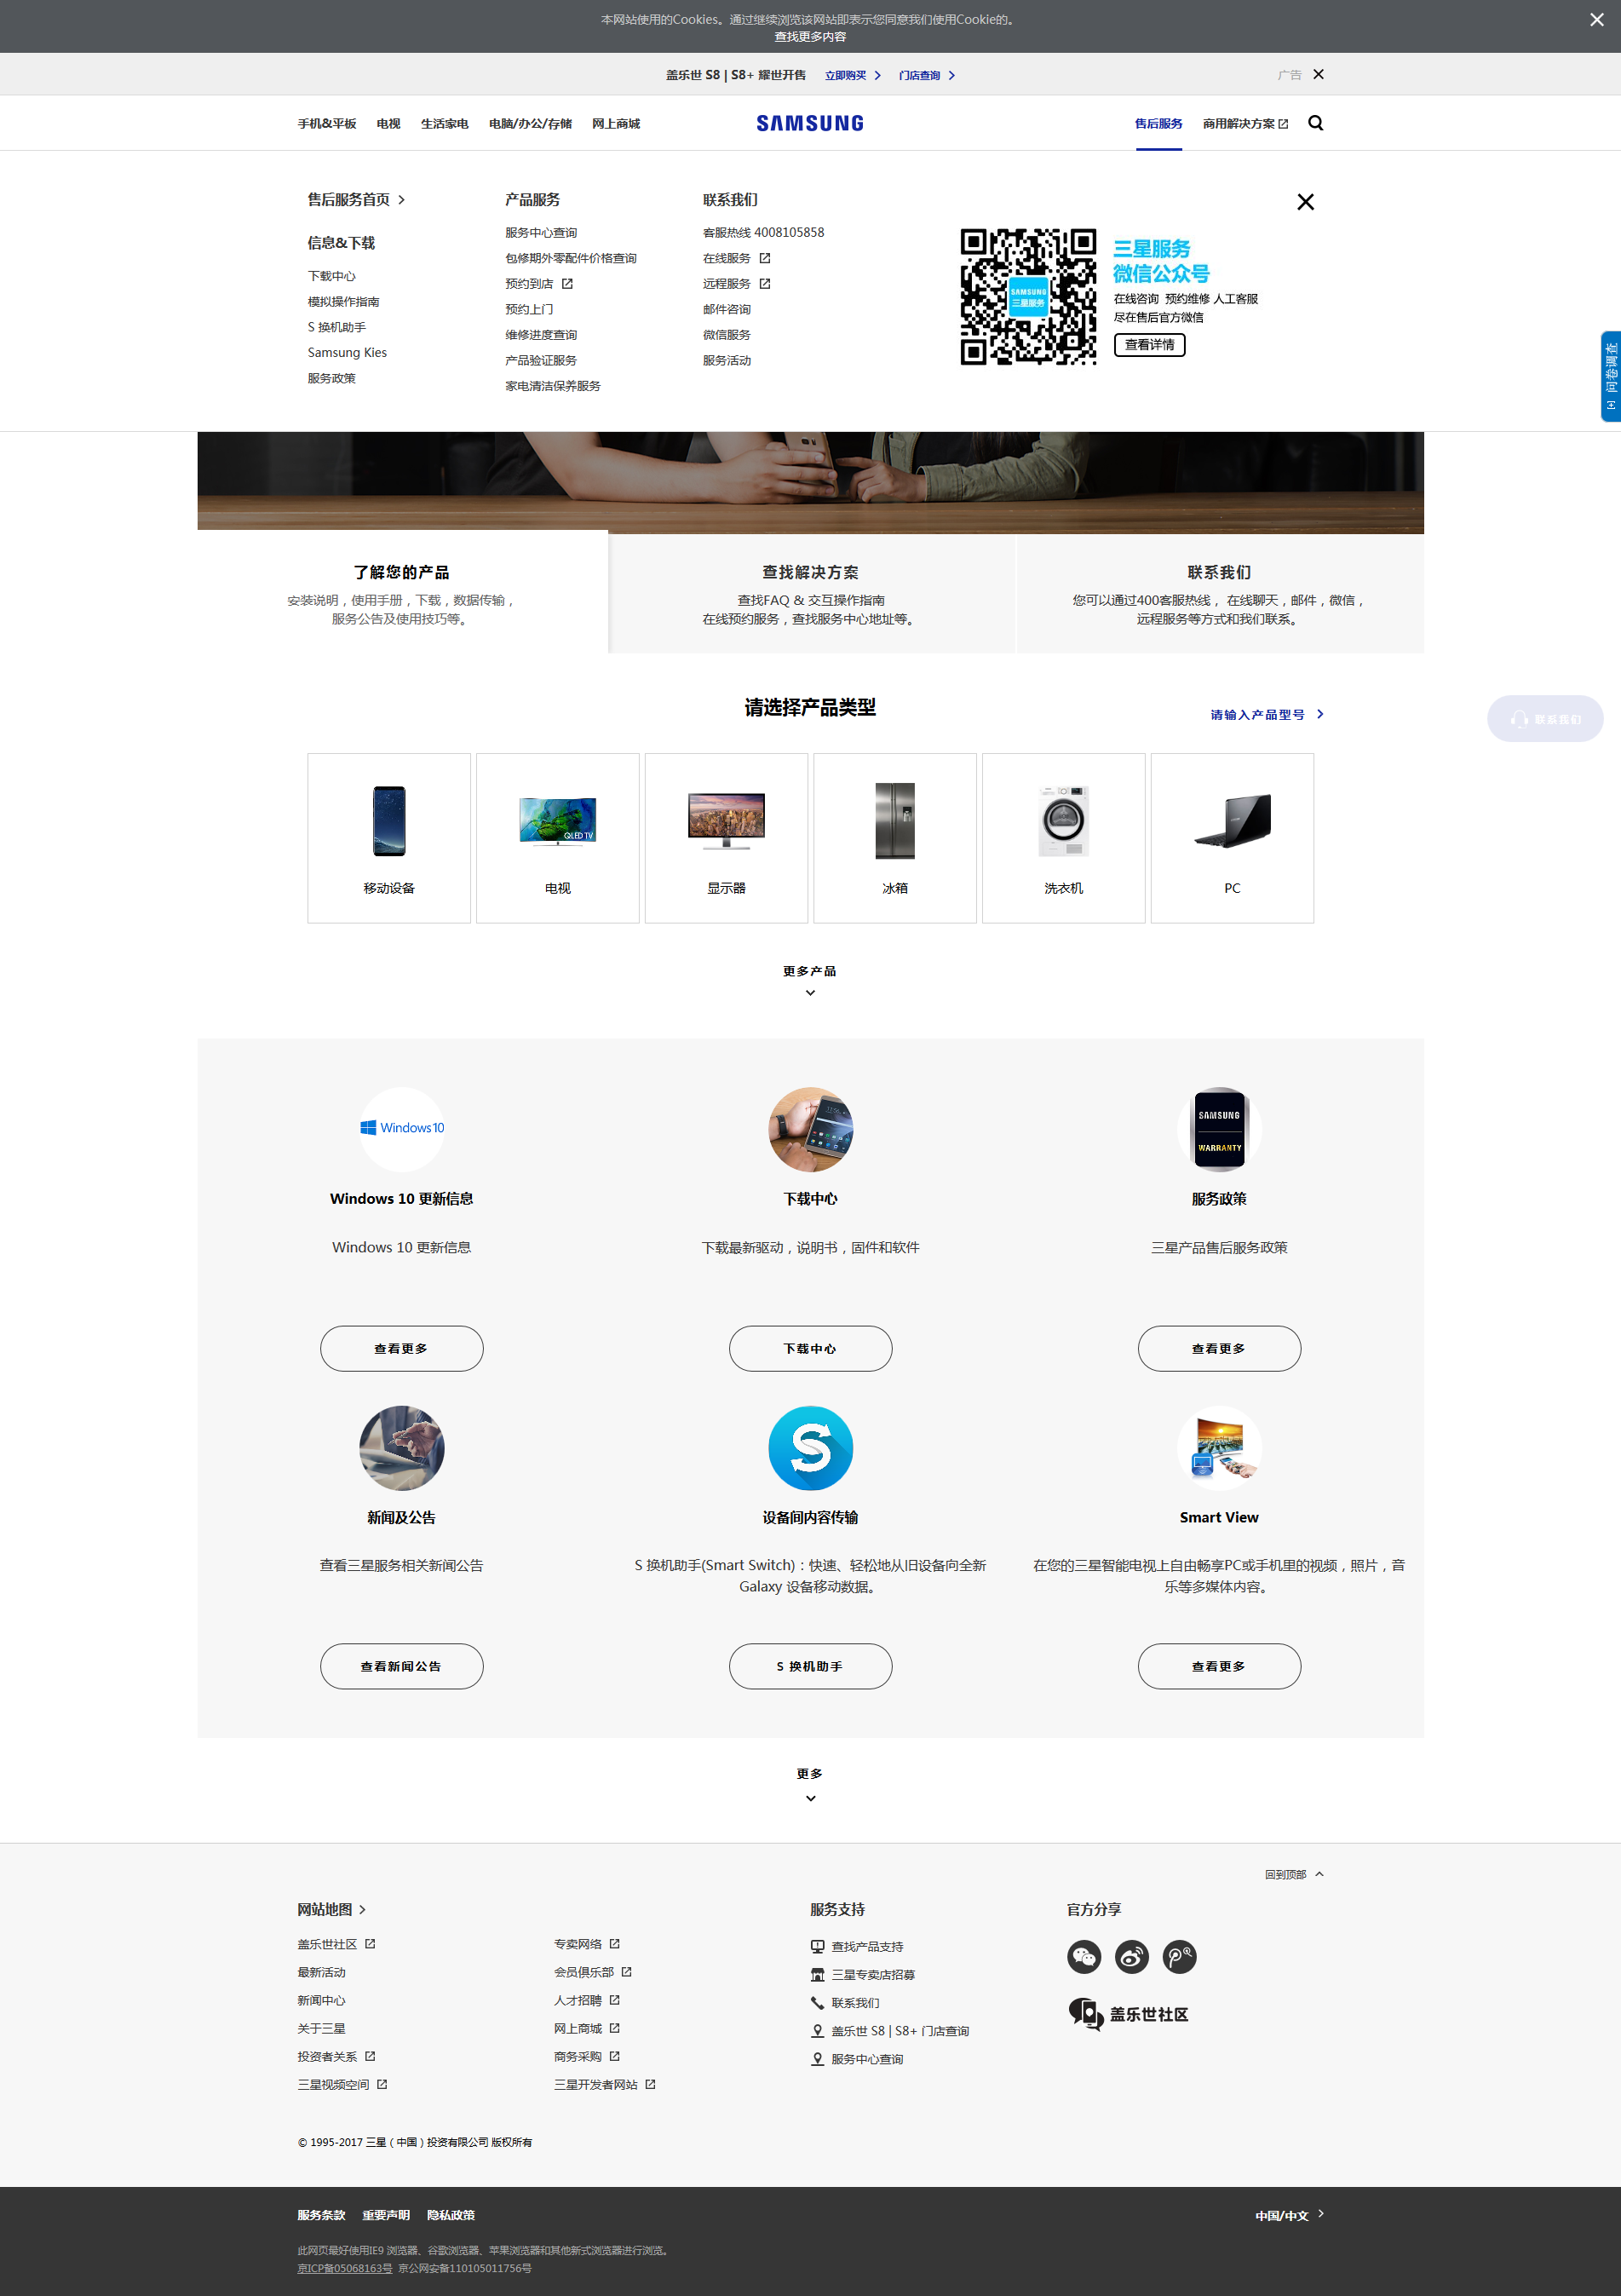 本网站使用的Cookies。通过继续浏览该网站即表示您同意我们使用Cookie的。
查找更多内容
盖乐世 S8 | S8+ 耀世开售 立即购买 门店查询 广告
手机&平板 电视 生活家电 电脑/办公/存储 网上商城 SAMSUNG 售后服务 商用解决方案
售后服务首页
信息&下载
下载中心
模拟操作指南
S 换机助手
Samsung Kies
服务政策
产品服务
服务中心查询
包修期外零配件价格查询
预约到店
预约上门
维修进度查询
产品验证服务
家电清洁保养服务
联系我们
客服热线 4008105858
在线服务
远程服务
邮件咨询
微信服务
服务活动
SAMSUNG
三星服务
三星服务
微信公众号
在线咨询 预约维修 人工客服
尽在售后官方微信
查看详情
问卷调查
了解您的产品
安装说明，使用手册，下载，数据传输，
服务公告及使用技巧等。
查找解决方案
查找FAQ & 交互操作指南
在线预约服务，查找服务中心地址等。
联系我们
您可以通过400客服热线， 在线聊天，邮件，微信，
远程服务等方式和我们联系。
请选择产品类型
请输入产品型号
联系我们
QLED TV
移动设备 电视 显示器 冰箱 洗衣机 PC
更多产品
Windows10
SAMSUNG
WARRANTY
Windows 10 更新信息 下载中心 服务政策
Windows 10 更新信息 下载最新驱动，说明书，固件和软件 三星产品售后服务政策
查看更多 下载中心 查看更多
S
新闻及公告 设备间内容传输 Smart View
查看三星服务相关新闻公告
S 换机助手(Smart Switch)：快速、轻松地从旧设备向全新
Galaxy 设备移动数据。
在您的三星智能电视上自由畅享PC或手机里的视频，照片，音
乐等多媒体内容。
查看新闻公告 S 换机助手 查看更多
更多
回到顶部
网站地图
盖乐世社区
最新活动
新闻中心
关于三星
投资者关系
三星视频空间
专卖网络
会员俱乐部
人才招聘
网上商城
商务采购
三星开发者网站
服务支持
查找产品支持
三星专卖店招募
联系我们
盖乐世 S8 | S8+ 门店查询
服务中心查询
官方分享
盖乐世社区
© 1995-2017 三星（中国）投资有限公司 版权所有
服务条款 重要声明 隐私政策 中国/中文
此网页最好使用IE9 浏览器、谷歌浏览器、苹果浏览器和其他新式浏览器进行浏览。
京ICP备05068163号 京公网安备110105011756号